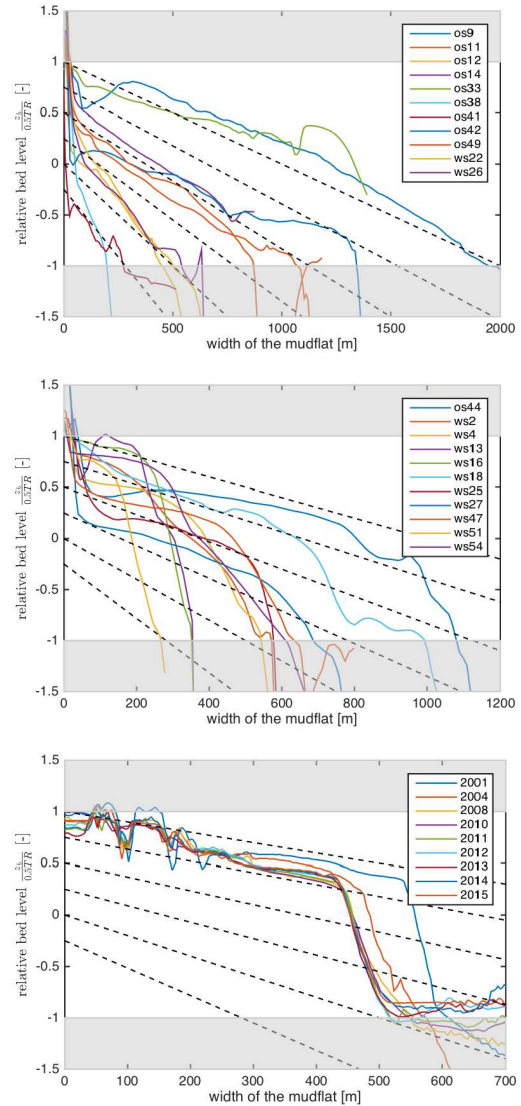 1.5
1
0.5
0
-0.5
-1
-1.5
relative bed level z_b/0.5TR [-]
0 500 1000 1500 2000
width of the mudflat [m]
os9
os11
os12
os14
os33
os38
os41
os42
os49
ws22
ws26
1.5
1
0.5
0
-0.5
-1
-1.5
relative bed level z_b/0.5TR [-]
0 200 400 600 800 1000 1200
width of the mudflat [m]
os44
ws2
ws4
ws13
ws16
ws18
ws25
ws27
ws47
ws51
ws54
1.5
1
0.5
0
-0.5
-1
-1.5
relative bed level z_b/0.5TR [-]
0 100 200 300 400 500 600 700
width of the mudflat [m]
2001
2004
2008
2010
2011
2012
2013
2014
2015